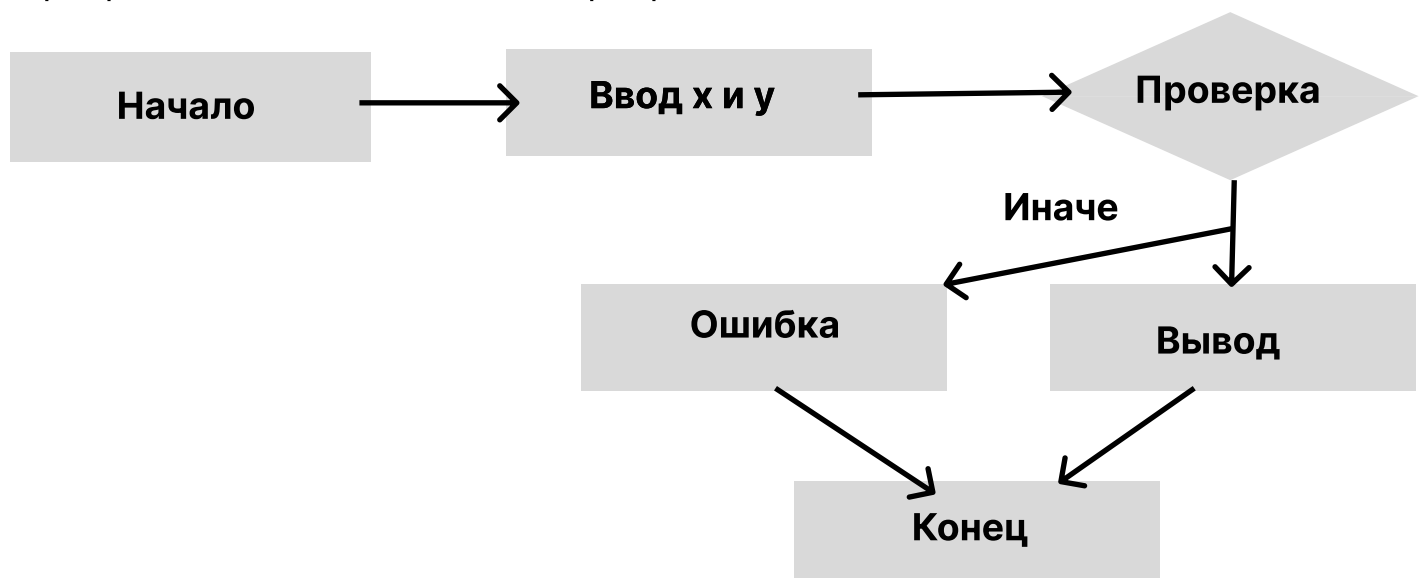 Начало
Ввод x и y
Проверка
Иначе
Ошибка
Вывод
Конец